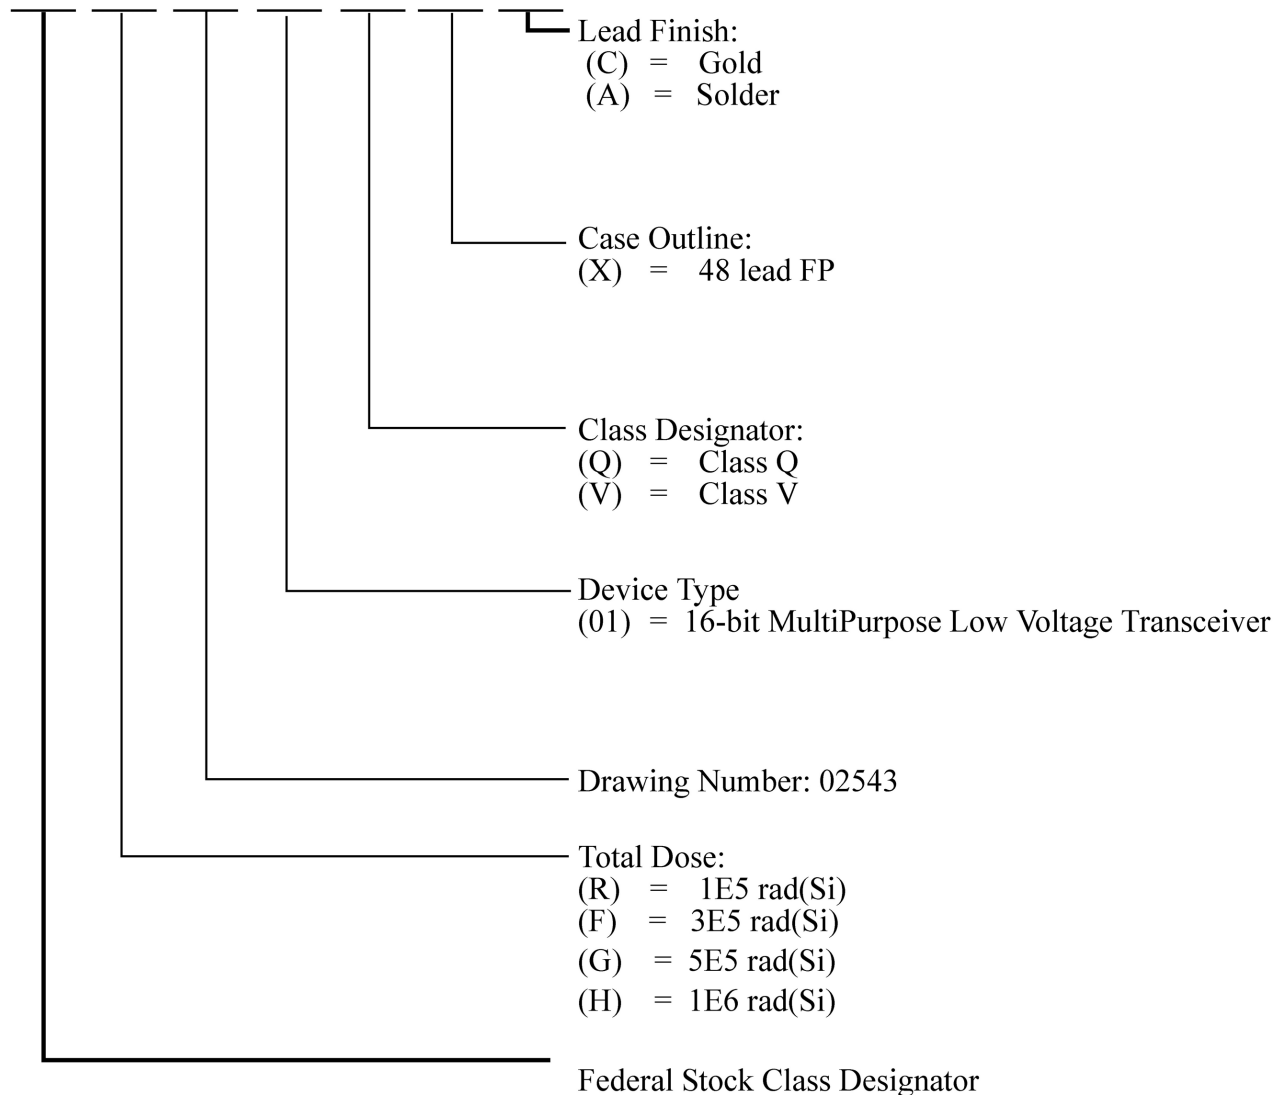 Lead Finish:
(C) = Gold
(A) = Solder
Case Outline:
(X) = 48 lead FP
Class Designator:
(Q) = Class Q
(V) = Class V
Device Type
(01) = 16-bit MultiPurpose Low Voltage Transceiver
Drawing Number: 02543
Total Dose:
(R) = 1E5 rad(Si)
(F) = 3E5 rad(Si)
(G) = 5E5 rad(Si)
(H) = 1E6 rad(Si)
Federal Stock Class Designator